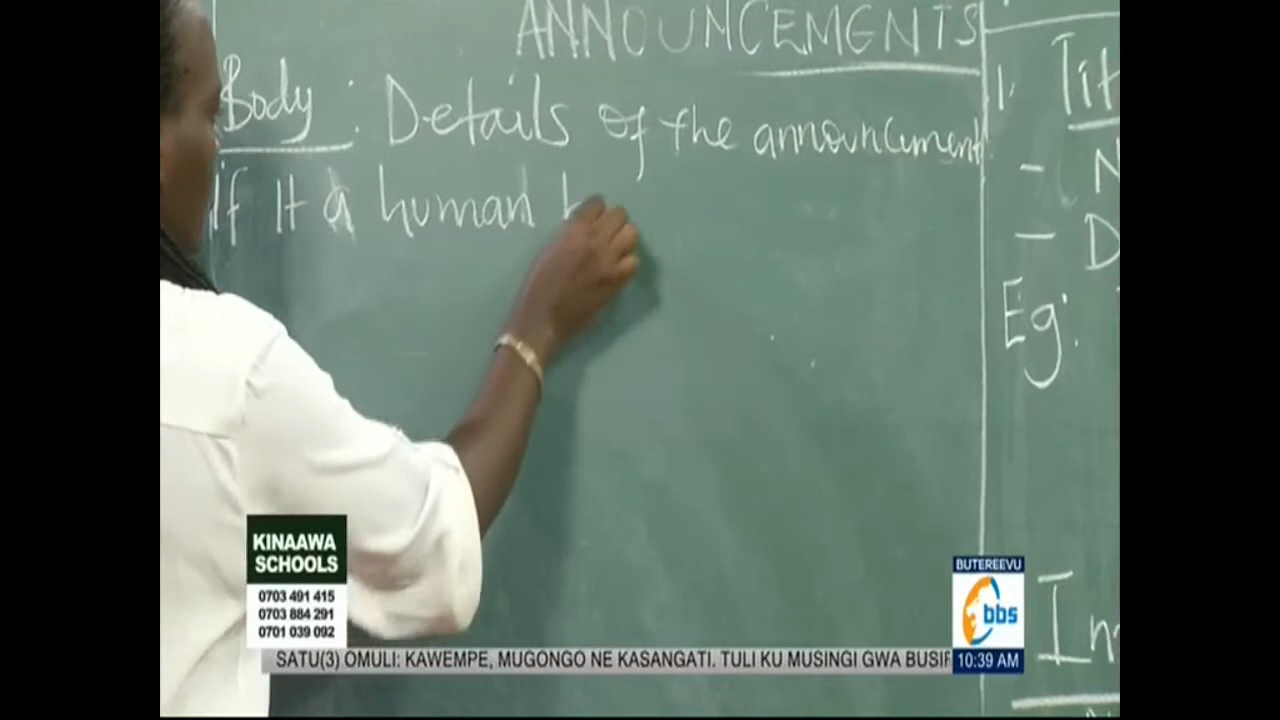 ANNOUNCEMENTS
Body: Details of the announcement
If It a human b
1. Tit
- N
- D
Eg:
In
KINAAWA
SCHOOLS
0703 491 415
0703 884 291
0701 039 092
BUTEREEVU
bbs
10:39 AM
SATU(3) OMULI: KAWEMPE, MUGONGO NE KASANGATI. TULI KU MUSINGI GWA BUSIF